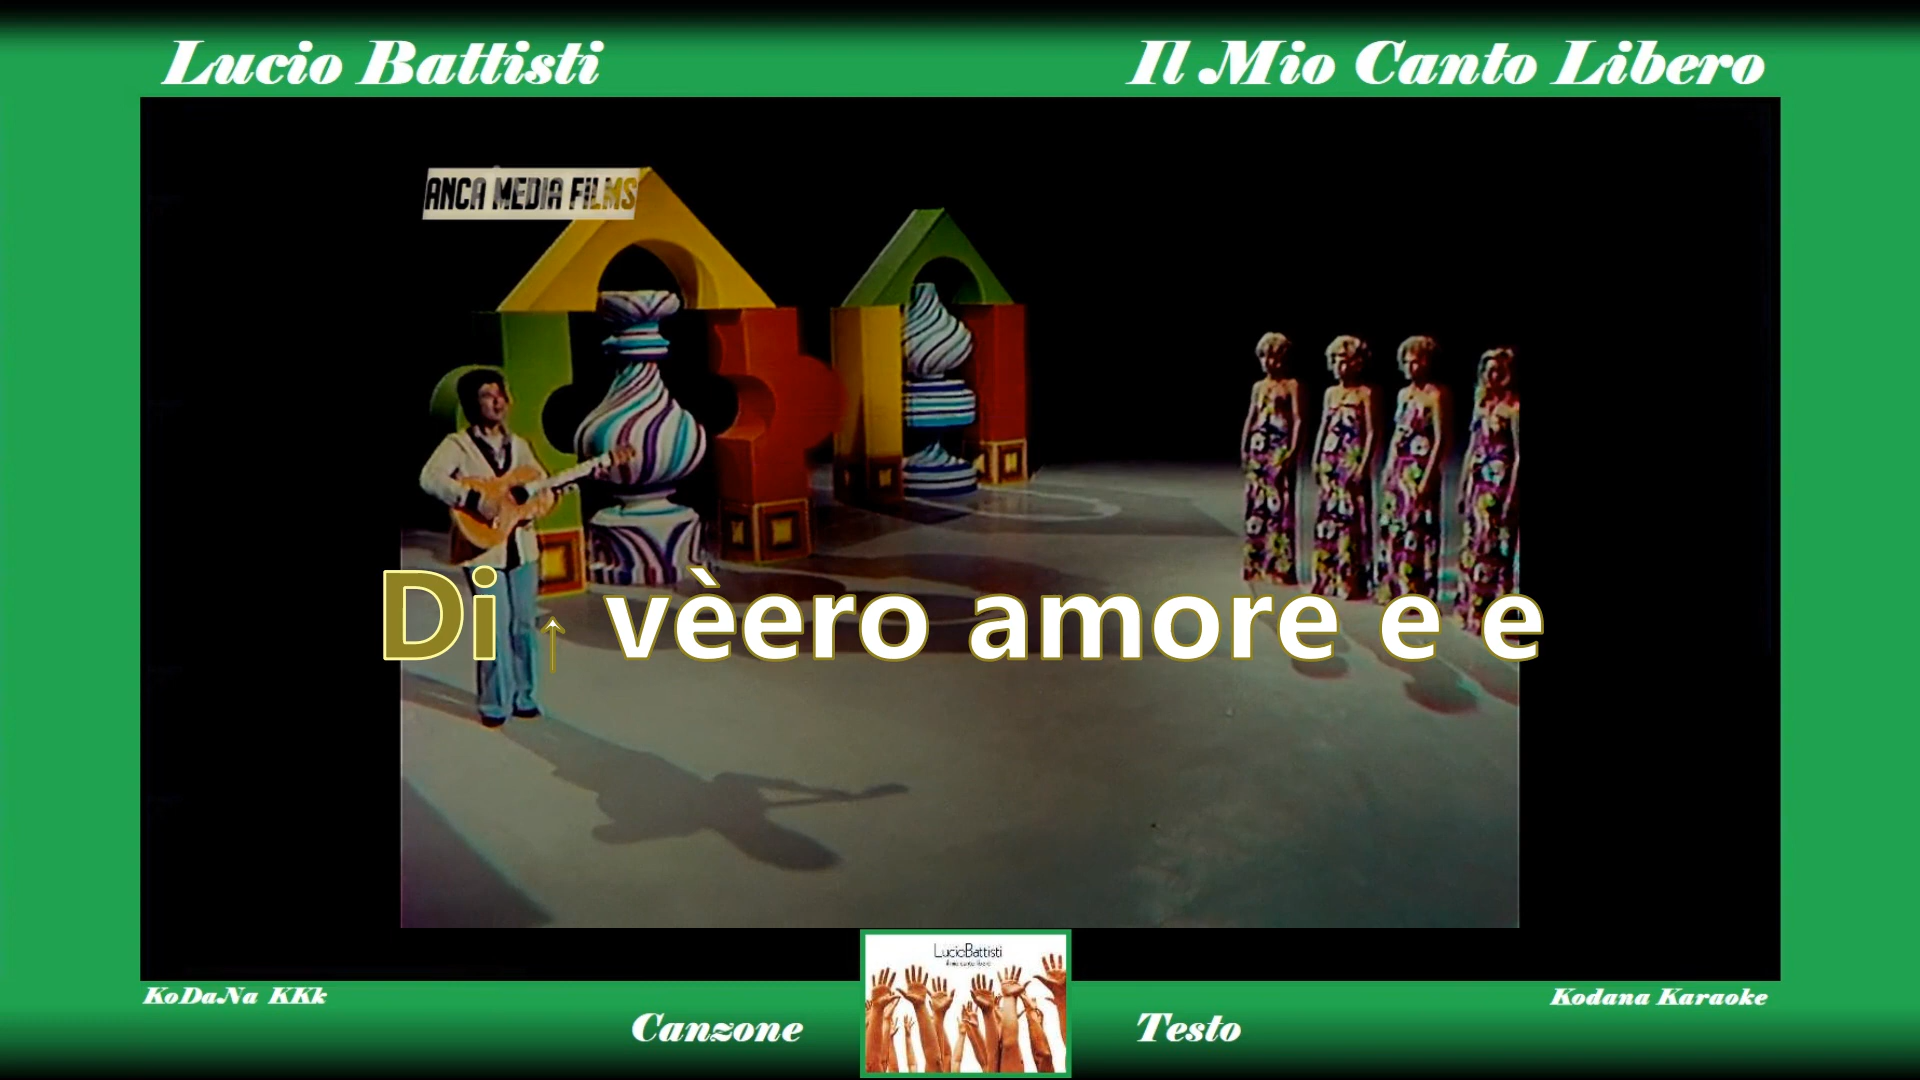 Lucio Battisti
Il Mio Canto Libero
ANCA MEDIA FILMS
Di ↑ vèero amore e e
LucioBattisti
KoDaNa KKk
Kodana Karaoke
Canzone
Testo